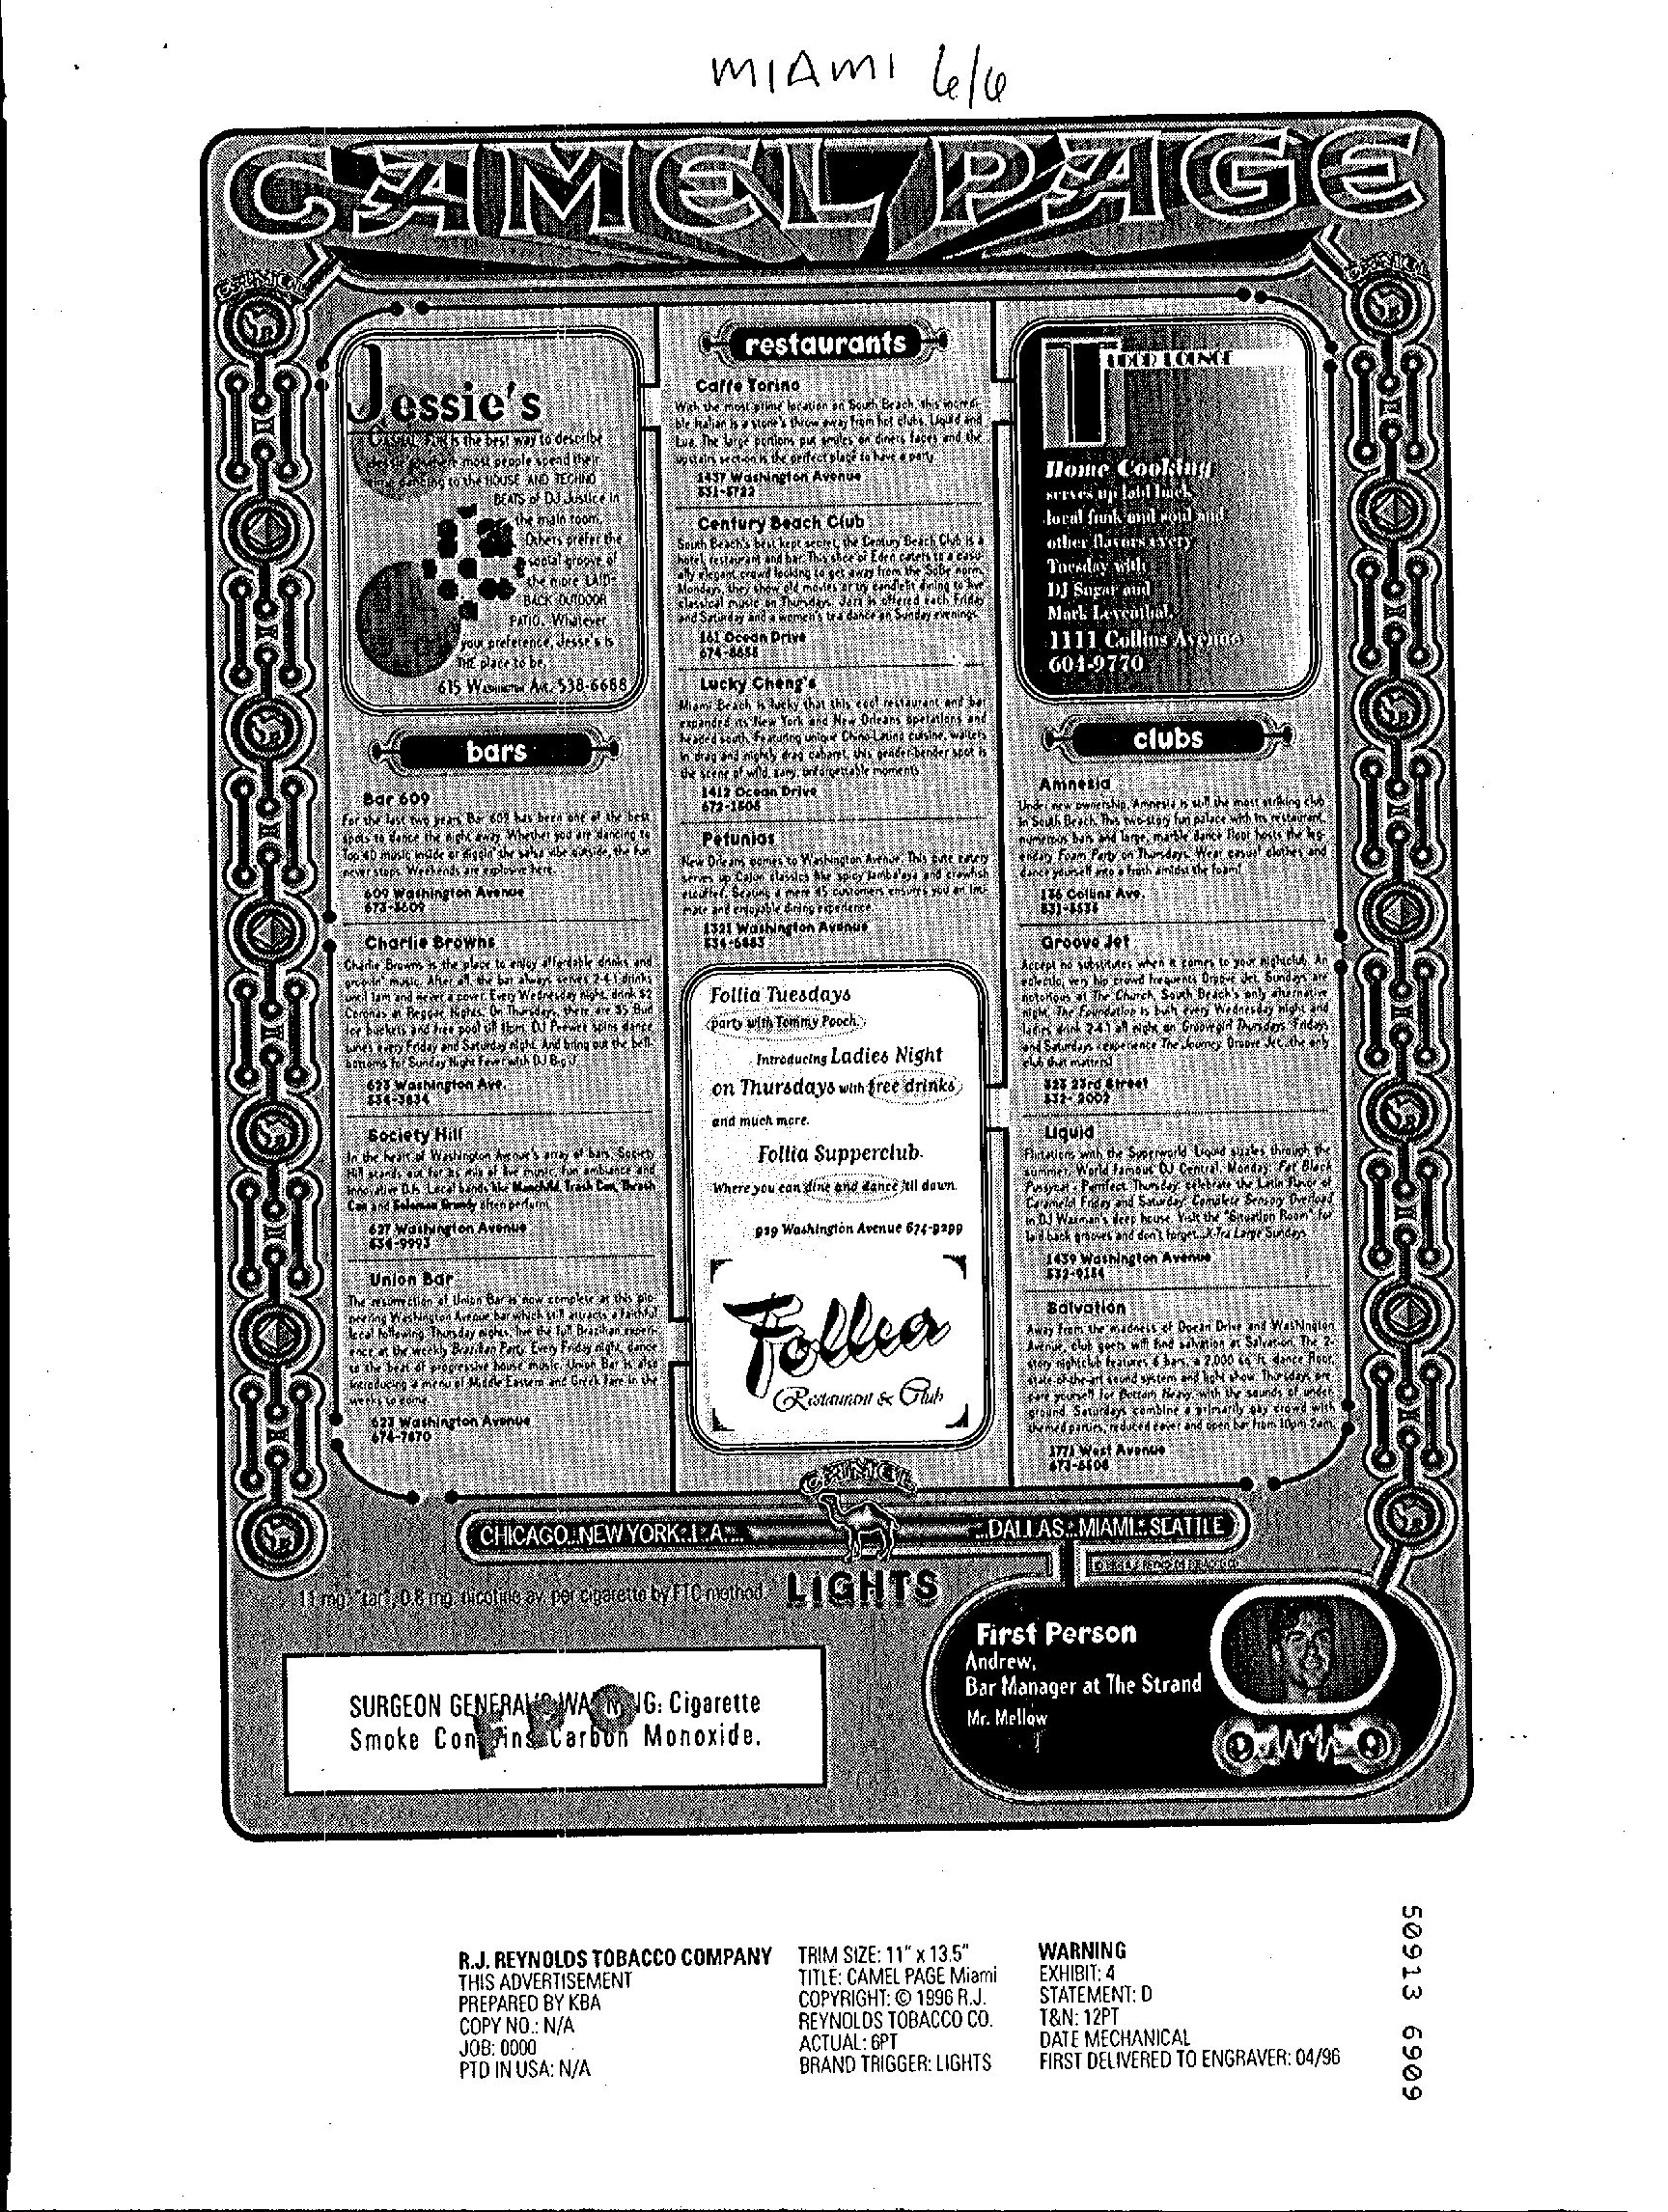 MIAMI 6/6
CAMEL PAGE
CAMEL
CAMEL
Jessie's
Casual Fun is the best way to describe
most people spend their
dancing to the HOUSE AND TECHNO
BEATS of DJ Justice in
the main room.
Others prefer the
social groove of
the more LAID-
BACK OUTDOOR
PATIO. Whatever
your preference, Jesse's is
THE place to be.
615 Washington Ave. 538-6688
bars
Bar 609
For the last two years Bar 609 has been one of the best
spots to dance the night away. Whether you are dancing to
Top 40 music inside or diggin' the salsa vibe outside, the fun
never stops. Weekends are explosive here.
609 Washington Avenue
673-5609
Charlie Browns
Charlie Browns is the place to enjoy affordable drinks and
groovin' music. After all, the bar always serves 2-4-1 drinks
until 1am and never a cover. Every Wednesday night, drink $2
Coronas at Reggae Nights. On Thursdays, there are $5 Bud
Ice buckets and free pool till 11pm. DJ Prewee spins dance
tunes every Friday and Saturday night. And bring out the bell-
bottoms for Sunday Night Fever with DJ Big J.
623 Washington Ave.
534-3834
Society Hill
In the heart of Washington Avenue's array of bars, Society
Hill stands out for its mix of live music, fun ambiance and
innovative DJs. Local bands like Manchild, Trash Can, Thrash
Can and Solomon Grundy often perform.
627 Washington Avenue
534-9993
Union Bar
The resurrection of Union Bar is now complete as this pio-
neering Washington Avenue bar which still attracts a faithful
local following. Thursday nights, live the full Brazilian experi-
ence at the weekly Brazilian Party. Every Friday night, dance
to the beat of progressive house music. Union Bar is also
introducing a menu of Middle Eastern and Greek fare in the
weeks to come.
623 Washington Avenue
674-7870
restaurants
Caffe Torino
With the most prime location on South Beach, this incredi-
ble Italian is a stone's throw away from hot clubs, Liquid and
Lua. The large portions put smiles on diners faces and the
upstairs section is the perfect place to have a party.
1437 Washington Avenue
531-5722
Century Beach Club
South Beach's best kept secret, the Century Beach Club is a
hotel, restaurant and bar. This slice of Eden caters to a casu-
ally elegant crowd looking to get away from the SoBe norm.
Mondays, they show old movies or try candlelit dining to live
classical music on Thursdays. Jazz is offered each Friday
and Saturday and a women's tea dance on Sunday evenings.
161 Ocean Drive
674-8855
Lucky Cheng's
Miami Beach is lucky that this cool restaurant and bar
expanded its New York and New Orleans operations and
headed south. Featuring unique Chino-Latino cuisine, waiters
in drag and nightly drag cabaret, this gender-bender spot is
the scene of wild, zany, unforgettable moments.
1412 Ocean Drive
672-1505
Petunias
New Orleans comes to Washington Avenue. This cute eatery
serves up Cajun classics like spicy jambalaya and crawfish
etouffee. Seating a mere 45 customers ensures you an inti-
mate and enjoyable dining experience.
1321 Washington Avenue
534-5583
Follia Tuesdays
party with Tommy Pooch.
Introducing Ladies Night
on Thursdays with free drinks
and much more.
Follia Supperclub.
Where you can dine and dance 'till dawn.
929 Washington Avenue 674-9299
Follia
Restaurant & Club
HOOD LOUNGE
Home Cooking
serves up laid back,
local funk and soul and
other flavors every
Tuesday with
DJ Sugar and
Mark Leventhal.
1111 Collins Avenue
604-9770
clubs
Amnesia
Under new ownership, Amnesia is still the most striking club
in South Beach. This two-story fun palace with its restaurant,
numerous bars and large, marble dance floor hosts the leg-
endary Foam Party on Thursdays. Wear casual clothes and
dance yourself into a froth amidst the foam!
136 Collins Ave.
531-5535
Groove Jet
Accept no substitutes when it comes to your nightclub. An
eclectic, very hip crowd frequents Groove Jet. Sundays are
notorious at The Church, South Beach's only alternative
night. The Foundation is built every Wednesday night and
ladies drink 2-4-1 all night on Groovegirl Thursdays. Fridays
and Saturdays experience The Journey. Groove Jet...the only
club that matters!
323 23rd Street
532-2002
Liquid
Flirtations with the Superworld. Liquid sizzles through the
summer. World famous DJ Central. Monday: Fat Black
Pussycat - Perrfect. Thursday: celebrate the Latin flavor of
Caramelo! Friday and Saturday: Complete Sensory Overload
in DJ Waxman's deep house. Visit the "Situation Room" for
laid back grooves and don't forget...X-Tra Large Sundays.
1439 Washington Avenue
532-9154
Salvation
Away from the madness of Ocean Drive and Washington
Avenue, club goers will find salvation at Salvation. The 2-
story nightclub features 6 bars, a 2,000 sq. ft. dance floor,
state-of-the-art sound system and light show. Thursdays pre-
pare yourself for Bottom Heavy, with the sounds of under-
ground. Saturdays combine a primarily gay crowd with
themed parties, reduced cover and open bar from 10pm-2am.
1771 West Avenue
673-6508
CAMEL
CHICAGO NEW YORK L.A.
DALLAS MIAMI SEATTLE
11 mg. "tar", 0.8 mg. nicotine av. per cigarette by FTC method.
LIGHTS
SURGEON GENERAL'S WARNING: Cigarette
Smoke Contains Carbon Monoxide.
First Person
Andrew,
Bar Manager at The Strand
Mr. Mellow
R.J. REYNOLDS TOBACCO COMPANY
THIS ADVERTISEMENT
PREPARED BY KBA
COPY NO.: N/A
JOB: 0000
PTD IN USA: N/A
TRIM SIZE: 11" x 13.5"
TITLE: CAMEL PAGE Miami
COPYRIGHT: © 1996 R.J.
REYNOLDS TOBACCO CO.
ACTUAL: 6PT
BRAND TRIGGER: LIGHTS
WARNING
EXHIBIT: 4
STATEMENT: D
T&N: 12PT
DATE MECHANICAL
FIRST DELIVERED TO ENGRAVER: 04/96
50913 6909